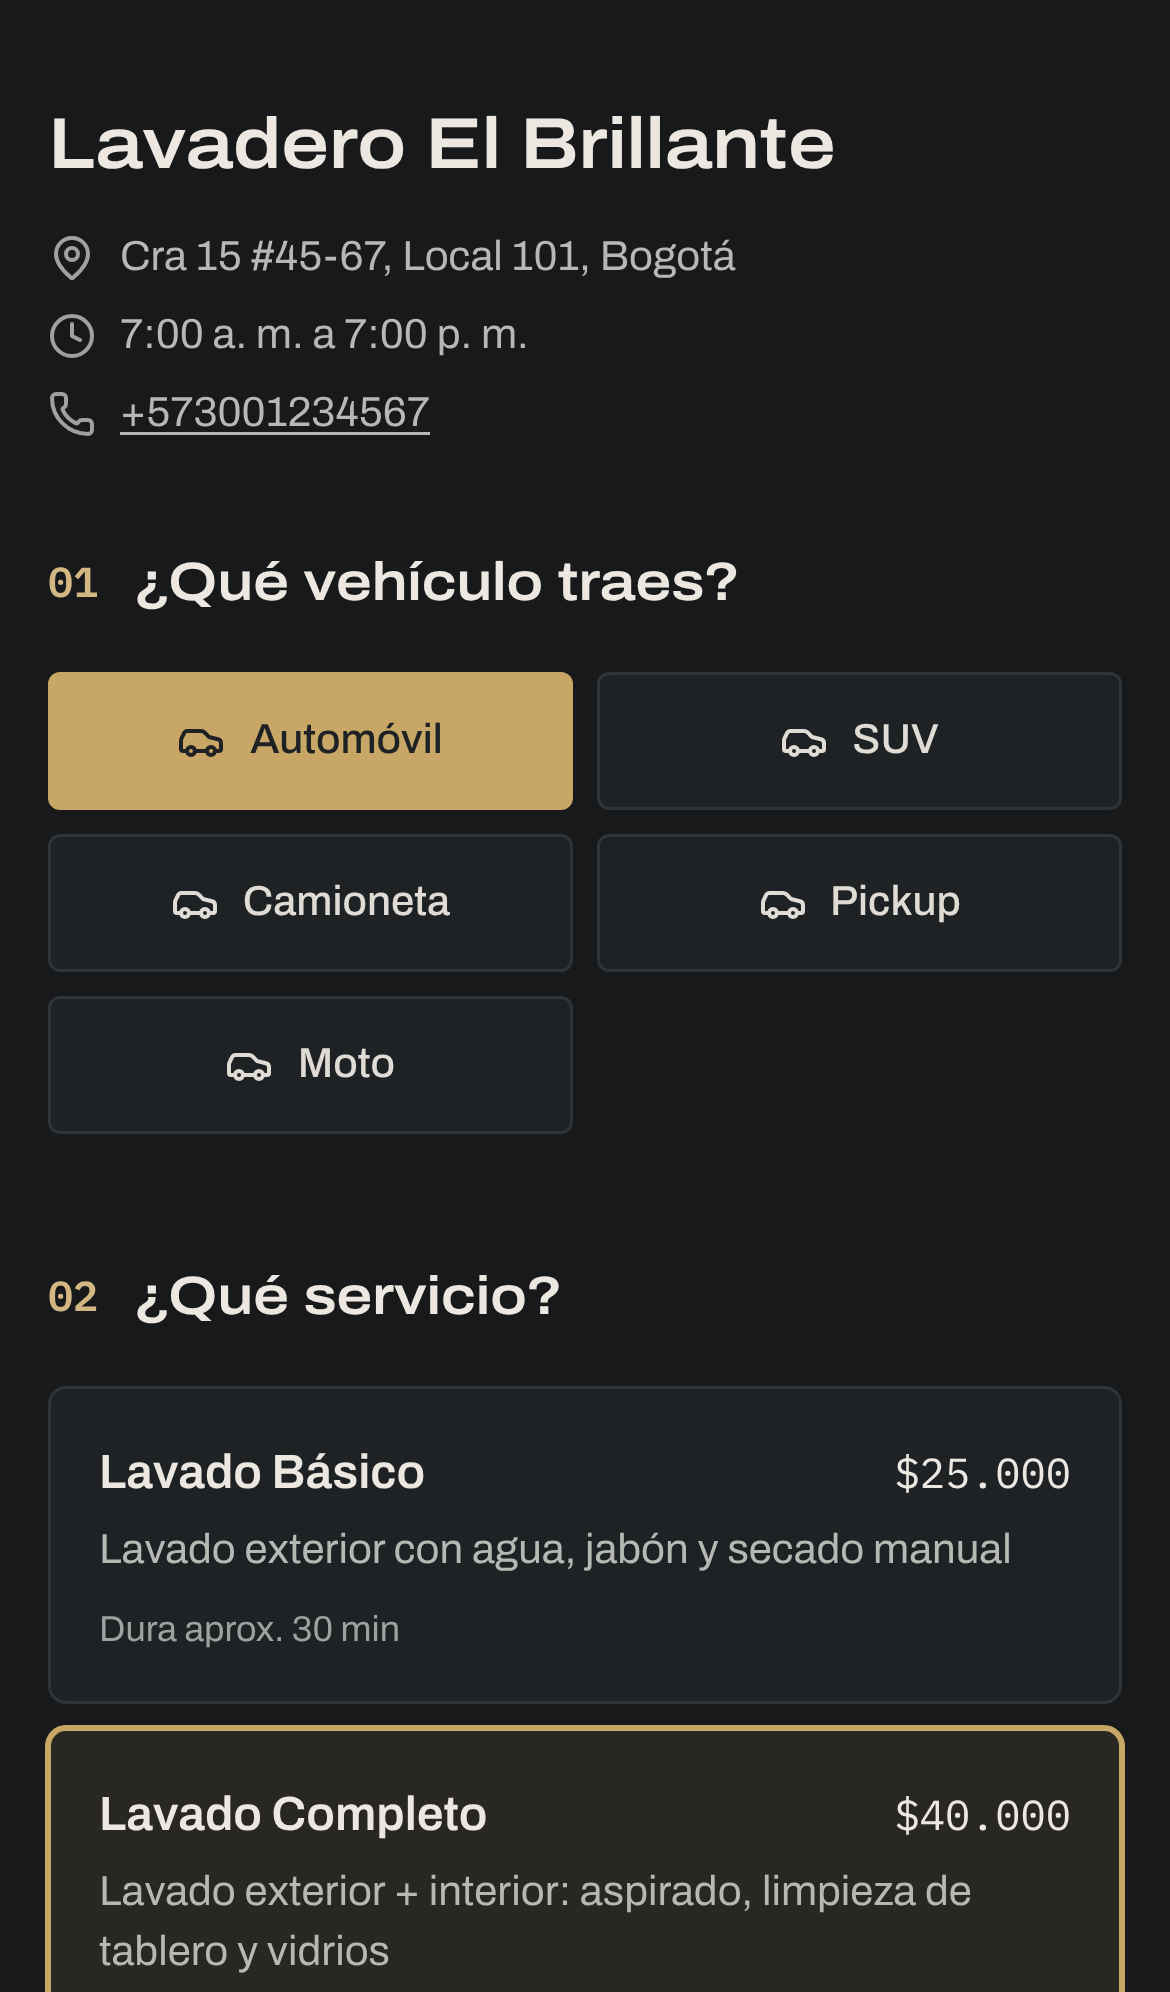 Lavadero El Brillante
Cra 15 #45-67, Local 101, Bogotá
7:00 a. m. a 7:00 p. m.
+573001234567
01 ¿Qué vehículo traes?
Automóvil
SUV
Camioneta
Pickup
Moto
02 ¿Qué servicio?
Lavado Básico $25.000
Lavado exterior con agua, jabón y secado manual
Dura aprox. 30 min
Lavado Completo $40.000
Lavado exterior + interior: aspirado, limpieza de
tablero y vidrios